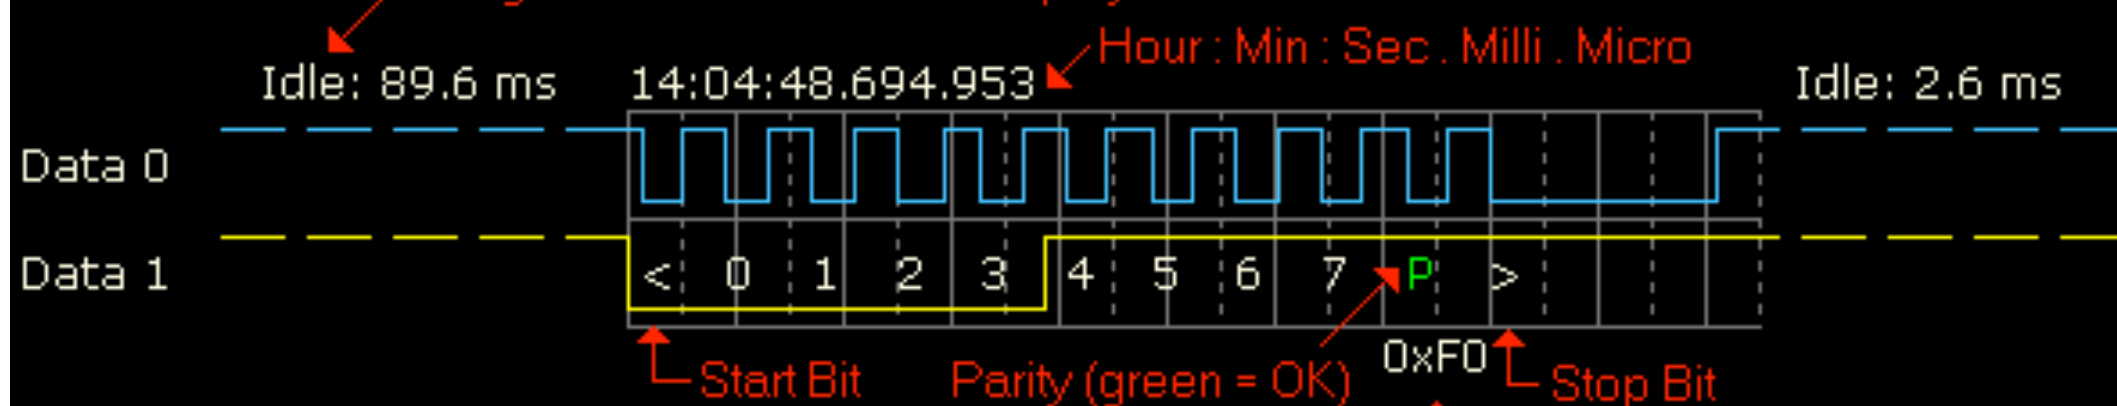 Hour : Min : Sec . Milli . Micro
Idle: 89.6 ms 14:04:48.694.953 Idle: 2.6 ms
Data 0
Data 1 < 0 1 2 3 4 5 6 7 P >
0xF0
Start Bit Parity (green = OK) Stop Bit